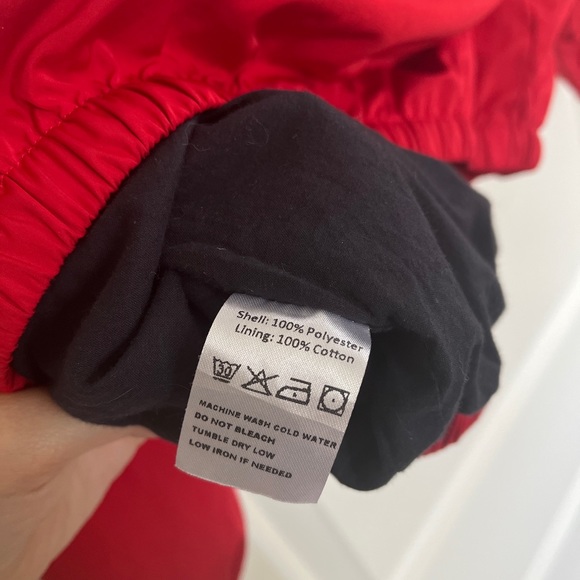 Shell: 100% Polyester
Lining: 100% Cotton
30
MACHINE WASH COLD WATER
DO NOT BLEACH
TUMBLE DRY LOW
LOW IRON IF NEEDED